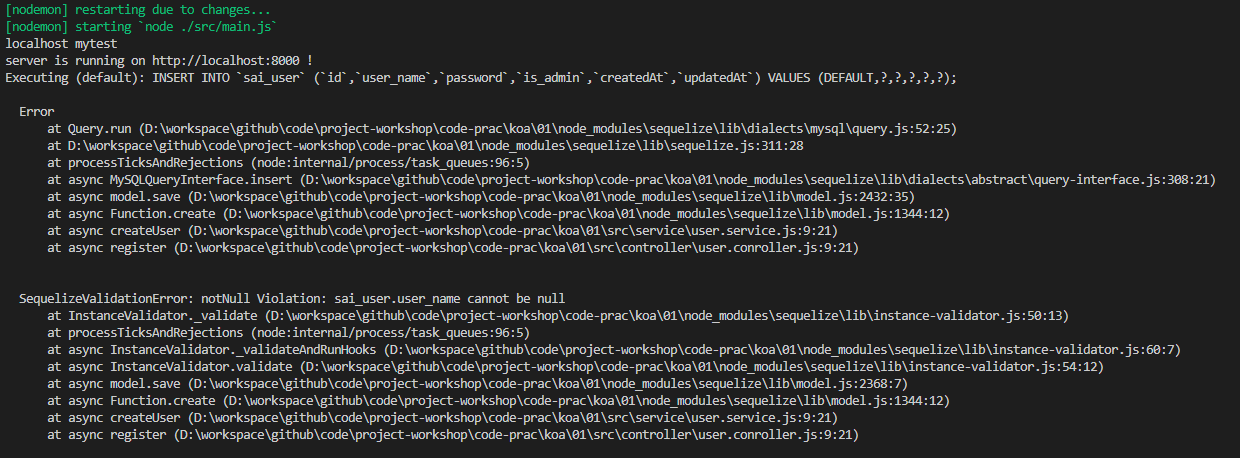 [nodemon] restarting due to changes...
[nodemon] starting `node ./src/main.js`
localhost mytest
server is running on http://localhost:8000 !
Executing (default): INSERT INTO `sai_user` (`id`,`user_name`,`password`,`is_admin`,`createdAt`,`updatedAt`) VALUES (DEFAULT,?,?,?,?,?);
Error
at Query.run (D:\workspace\github\code\project-workshop\code-prac\koa\01\node_modules\sequelize\lib\dialects\mysql\query.js:52:25)
at D:\workspace\github\code\project-workshop\code-prac\koa\01\node_modules\sequelize\lib\sequelize.js:311:28
at processTicksAndRejections (node:internal/process/task_queues:96:5)
at async MySQLQueryInterface.insert (D:\workspace\github\code\project-workshop\code-prac\koa\01\node_modules\sequelize\lib\dialects\abstract\query-interface.js:308:21)
at async model.save (D:\workspace\github\code\project-workshop\code-prac\koa\01\node_modules\sequelize\lib\model.js:2432:35)
at async Function.create (D:\workspace\github\code\project-workshop\code-prac\koa\01\node_modules\sequelize\lib\model.js:1344:12)
at async createUser (D:\workspace\github\code\project-workshop\code-prac\koa\01\src\service\user.service.js:9:21)
at async register (D:\workspace\github\code\project-workshop\code-prac\koa\01\src\controller\user.conroller.js:9:21)
SequelizeValidationError: notNull Violation: sai_user.user_name cannot be null
at InstanceValidator._validate (D:\workspace\github\code\project-workshop\code-prac\koa\01\node_modules\sequelize\lib\instance-validator.js:50:13)
at processTicksAndRejections (node:internal/process/task_queues:96:5)
at async InstanceValidator._validateAndRunHooks (D:\workspace\github\code\project-workshop\code-prac\koa\01\node_modules\sequelize\lib\instance-validator.js:60:7)
at async InstanceValidator.validate (D:\workspace\github\code\project-workshop\code-prac\koa\01\node_modules\sequelize\lib\instance-validator.js:54:12)
at async model.save (D:\workspace\github\code\project-workshop\code-prac\koa\01\node_modules\sequelize\lib\model.js:2368:7)
at async Function.create (D:\workspace\github\code\project-workshop\code-prac\koa\01\node_modules\sequelize\lib\model.js:1344:12)
at async createUser (D:\workspace\github\code\project-workshop\code-prac\koa\01\src\service\user.service.js:9:21)
at async register (D:\workspace\github\code\project-workshop\code-prac\koa\01\src\controller\user.conroller.js:9:21)